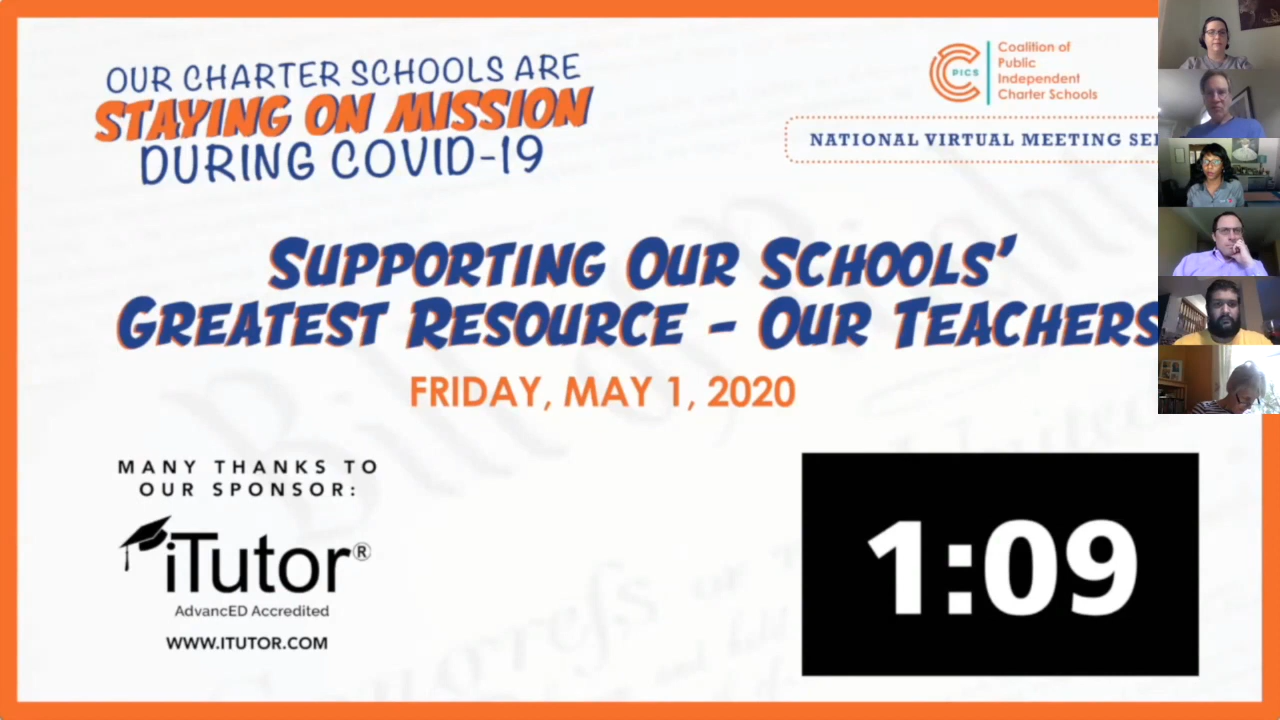 OUR CHARTER SCHOOLS ARE
STAYING ON MISSION
DURING COVID-19
PICS
Coalition of
Public
Independent
Charter Schools
NATIONAL VIRTUAL MEETING
SUPPORTING OUR SCHOOLS'
GREATEST RESOURCE – OUR TEACHERS
FRIDAY, MAY 1, 2020
MANY THANKS TO
OUR SPONSOR:
iTutor®
AdvancED Accredited
WWW.ITUTOR.COM
1:09